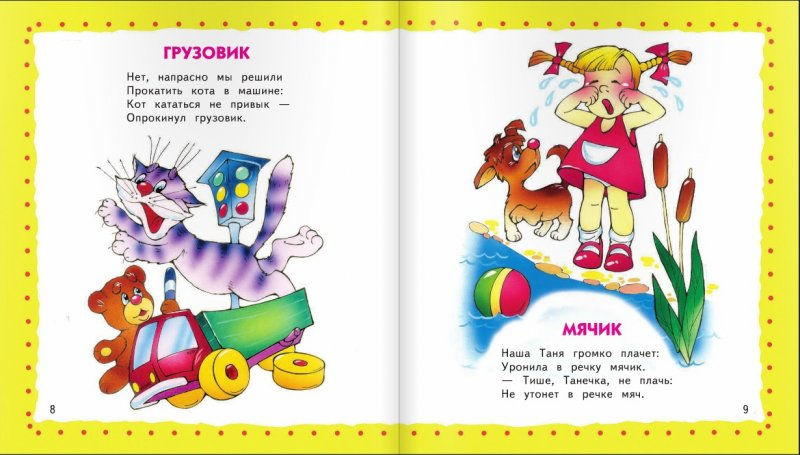 ГРУЗОВИК
Нет, напрасно мы решили
Прокатить кота в машине:
Кот кататься не привык —
Опрокинул грузовик.
8
МЯЧИК
Наша Таня громко плачет:
Уронила в речку мячик.
— Тише, Танечка, не плачь:
Не утонет в речке мяч.
9